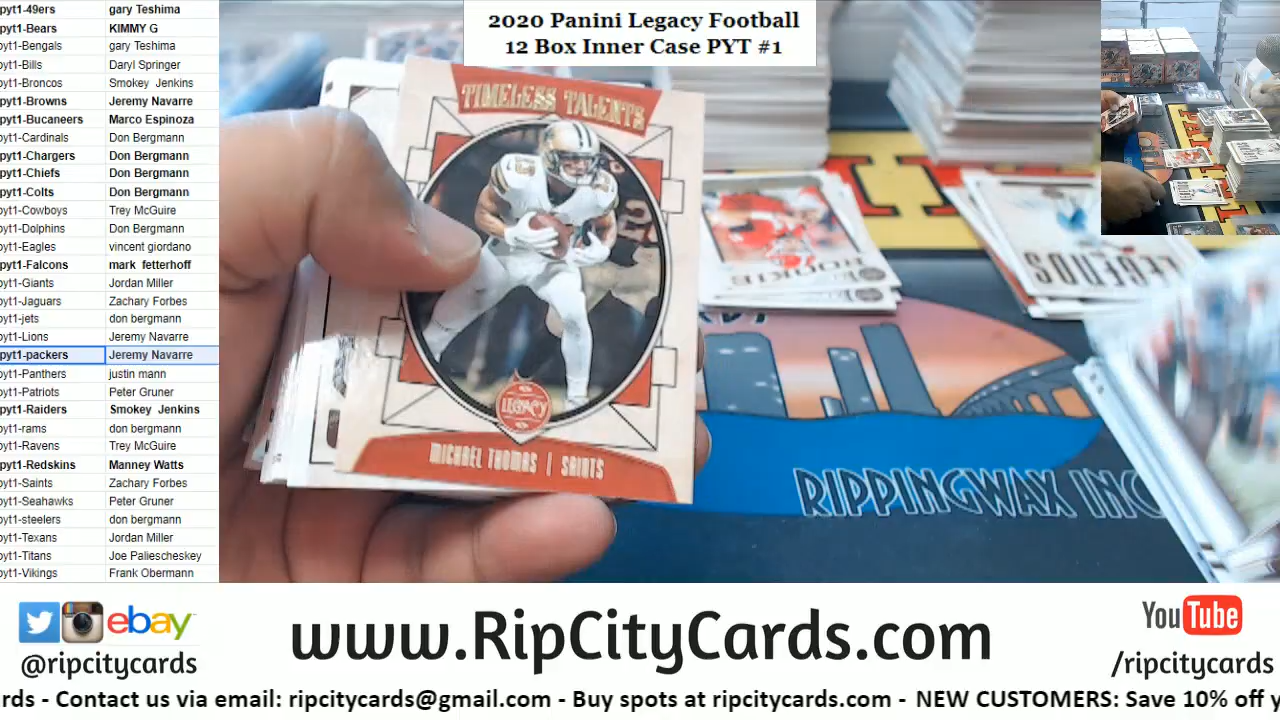 2020 Panini Legacy Football
12 Box Inner Case PYT #1
pyt1-49ers gary Teshima
pyt1-Bears KIMMY G
pyt1-Bengals gary Teshima
pyt1-Bills Daryl Springer
pyt1-Broncos Smokey Jenkins
pyt1-Browns Jeremy Navarre
pyt1-Bucaneers Marco Espinoza
pyt1-Cardinals Don Bergmann
pyt1-Chargers Don Bergmann
pyt1-Chiefs Don Bergmann
pyt1-Colts Don Bergmann
pyt1-Cowboys Trey McGuire
pyt1-Dolphins Don Bergmann
pyt1-Eagles vincent giordano
pyt1-Falcons mark fetterhoff
pyt1-Giants Jordan Miller
pyt1-Jaguars Zachary Forbes
pyt1-jets don bergmann
pyt1-Lions Jeremy Navarre
pyt1-packers Jeremy Navarre
pyt1-Panthers justin mann
pyt1-Patriots Peter Gruner
pyt1-Raiders Smokey Jenkins
pyt1-rams don bergmann
pyt1-Ravens Trey McGuire
pyt1-Redskins Manney Watts
pyt1-Saints Zachary Forbes
pyt1-Seahawks Peter Gruner
pyt1-steelers don bergmann
pyt1-Texans Jordan Miller
pyt1-Titans Joe Paliescheskey
pyt1-Vikings Frank Obermann
TIMELESS TALENTS
LEGACY
MICHAEL THOMAS | SAINTS
ROOKIE
LEGENDS
RIPPINGWAX INC
ebay
@ripcitycards
www.RipCityCards.com
YouTube
/ripcitycards
rds - Contact us via email: ripcitycards@gmail.com - Buy spots at ripcitycards.com - NEW CUSTOMERS: Save 10% off y